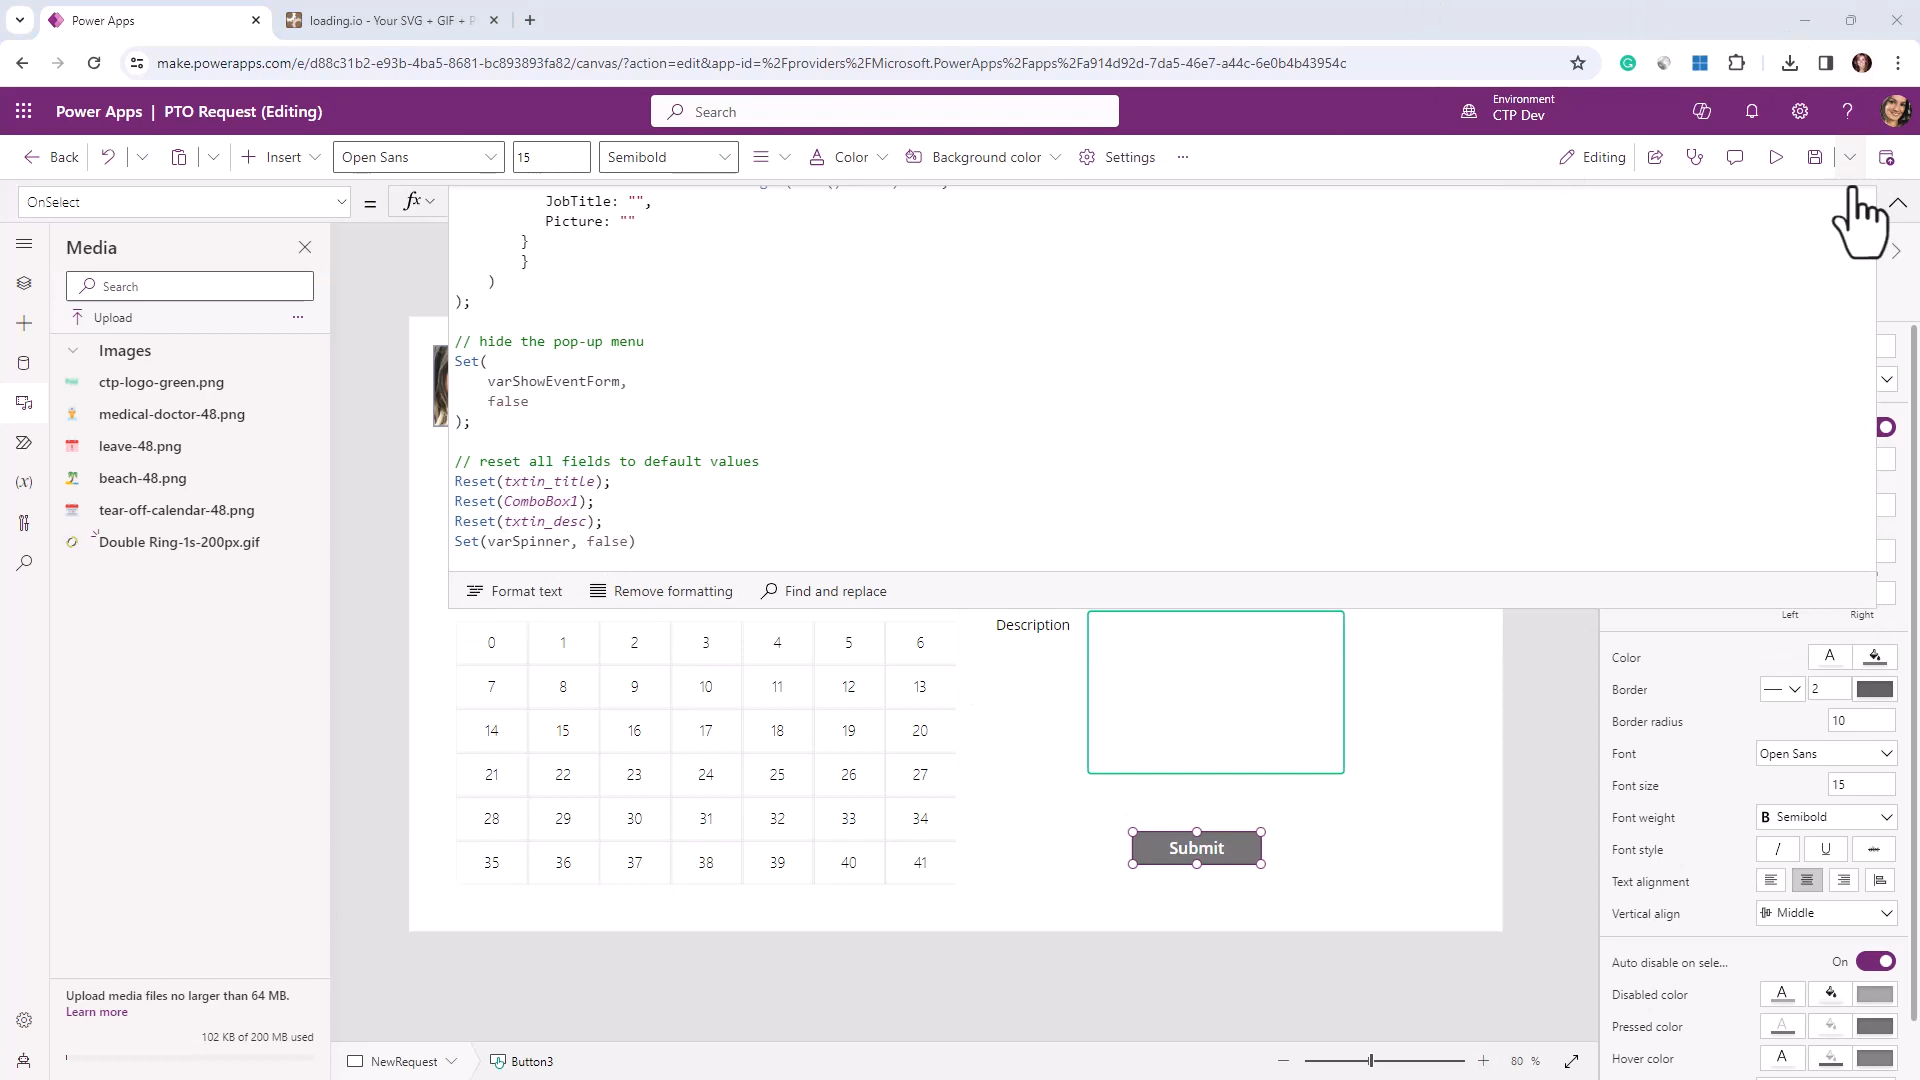 Power Apps
loading.io - Your SVG + GIF + P
make.powerapps.com/e/d88c31b2-e93b-4ba5-8681-bc893893fa82/canvas/?action=edit&app-id=%2Fproviders%2FMicrosoft.PowerApps%2Fapps%2Fa914d92d-7da5-46e7-a44c-6e0b4b43954c
Power Apps | PTO Request (Editing)
Search
Environment
CTP Dev
Back
Insert
Open Sans
15
Semibold
Color
Background color
Settings
Editing
OnSelect
=
fx
JobTitle: "",
Picture: ""
}
}
)
);
// hide the pop-up menu
Set(
varShowEventForm,
false
);
// reset all fields to default values
Reset(txtin_title);
Reset(ComboBox1);
Reset(txtin_desc);
Set(varSpinner, false)
Format text
Remove formatting
Find and replace
Media
Search
Upload
Images
ctp-logo-green.png
medical-doctor-48.png
leave-48.png
beach-48.png
tear-off-calendar-48.png
Double Ring-1s-200px.gif
Upload media files no larger than 64 MB.
Learn more
102 KB of 200 MB used
0 1 2 3 4 5 6
7 8 9 10 11 12 13
14 15 16 17 18 19 20
21 22 23 24 25 26 27
28 29 30 31 32 33 34
35 36 37 38 39 40 41
Description
Submit
Left Right
Color
Border 2
Border radius 10
Font Open Sans
Font size 15
Font weight B Semibold
Font style / U abc
Text alignment
Vertical align Middle
Auto disable on sele... On
Disabled color
Pressed color
Hover color
NewRequest
Button3
80 %